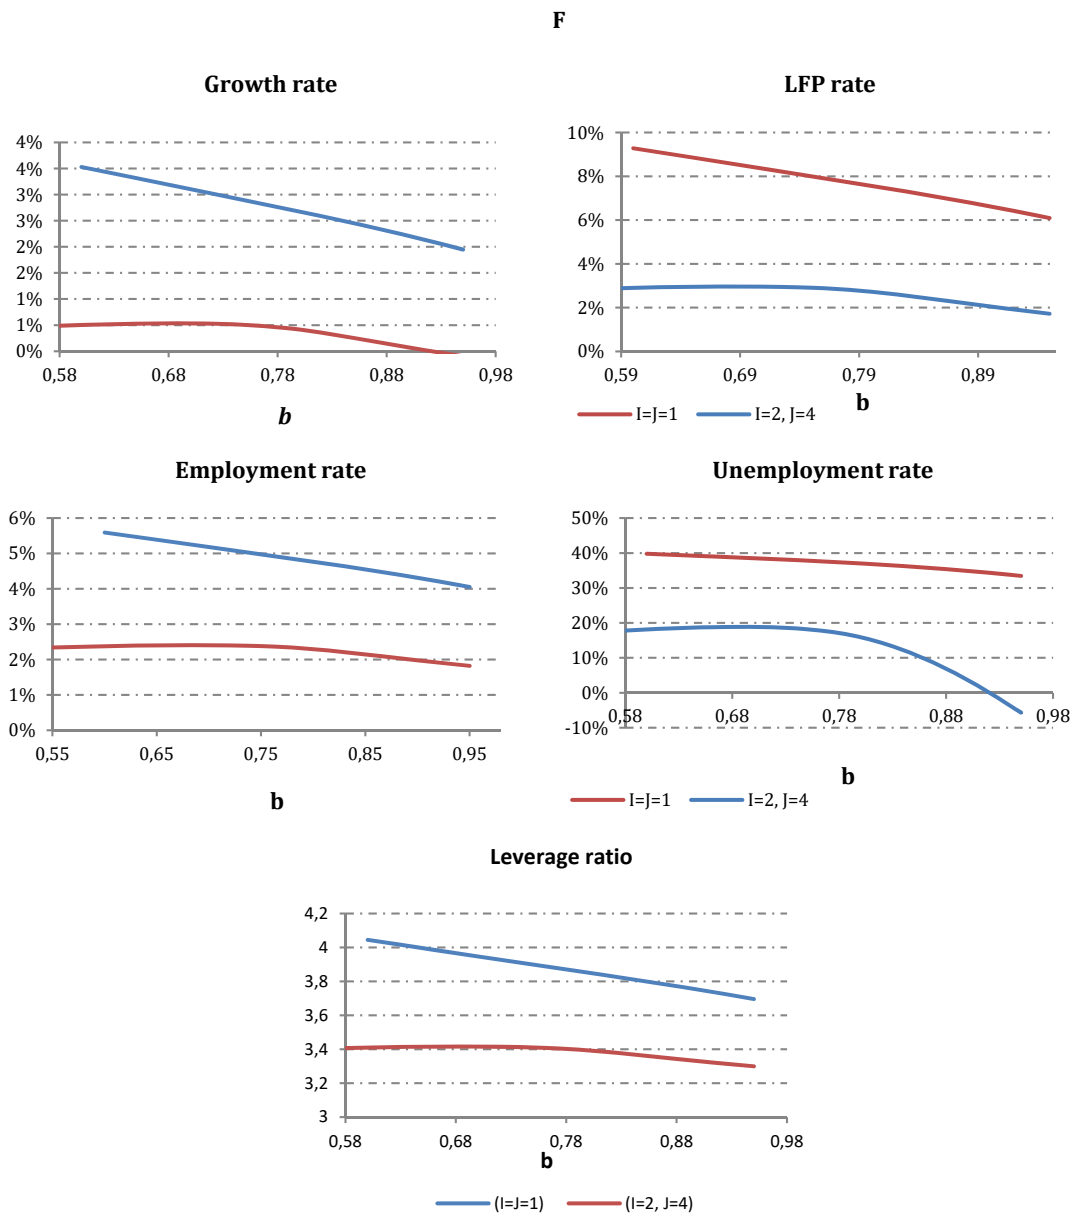 F
Growth rate
4%
4%
3%
3%
2%
2%
1%
1%
0%
0,58 0,68 0,78 0,88 0,98
b
LFP rate
10%
8%
6%
4%
2%
0%
0,59 0,69 0,79 0,89
b
I=J=1 I=2, J=4
Employment rate
6%
5%
4%
3%
2%
1%
0%
0,55 0,65 0,75 0,85 0,95
b
Unemployment rate
50%
40%
30%
20%
10%
0%
-10%
0,58 0,68 0,78 0,88 0,98
b
I=J=1 I=2, J=4
Leverage ratio
4,2
4
3,8
3,6
3,4
3,2
3
0,58 0,68 0,78 0,88 0,98
b
(I=J=1) (I=2, J=4)